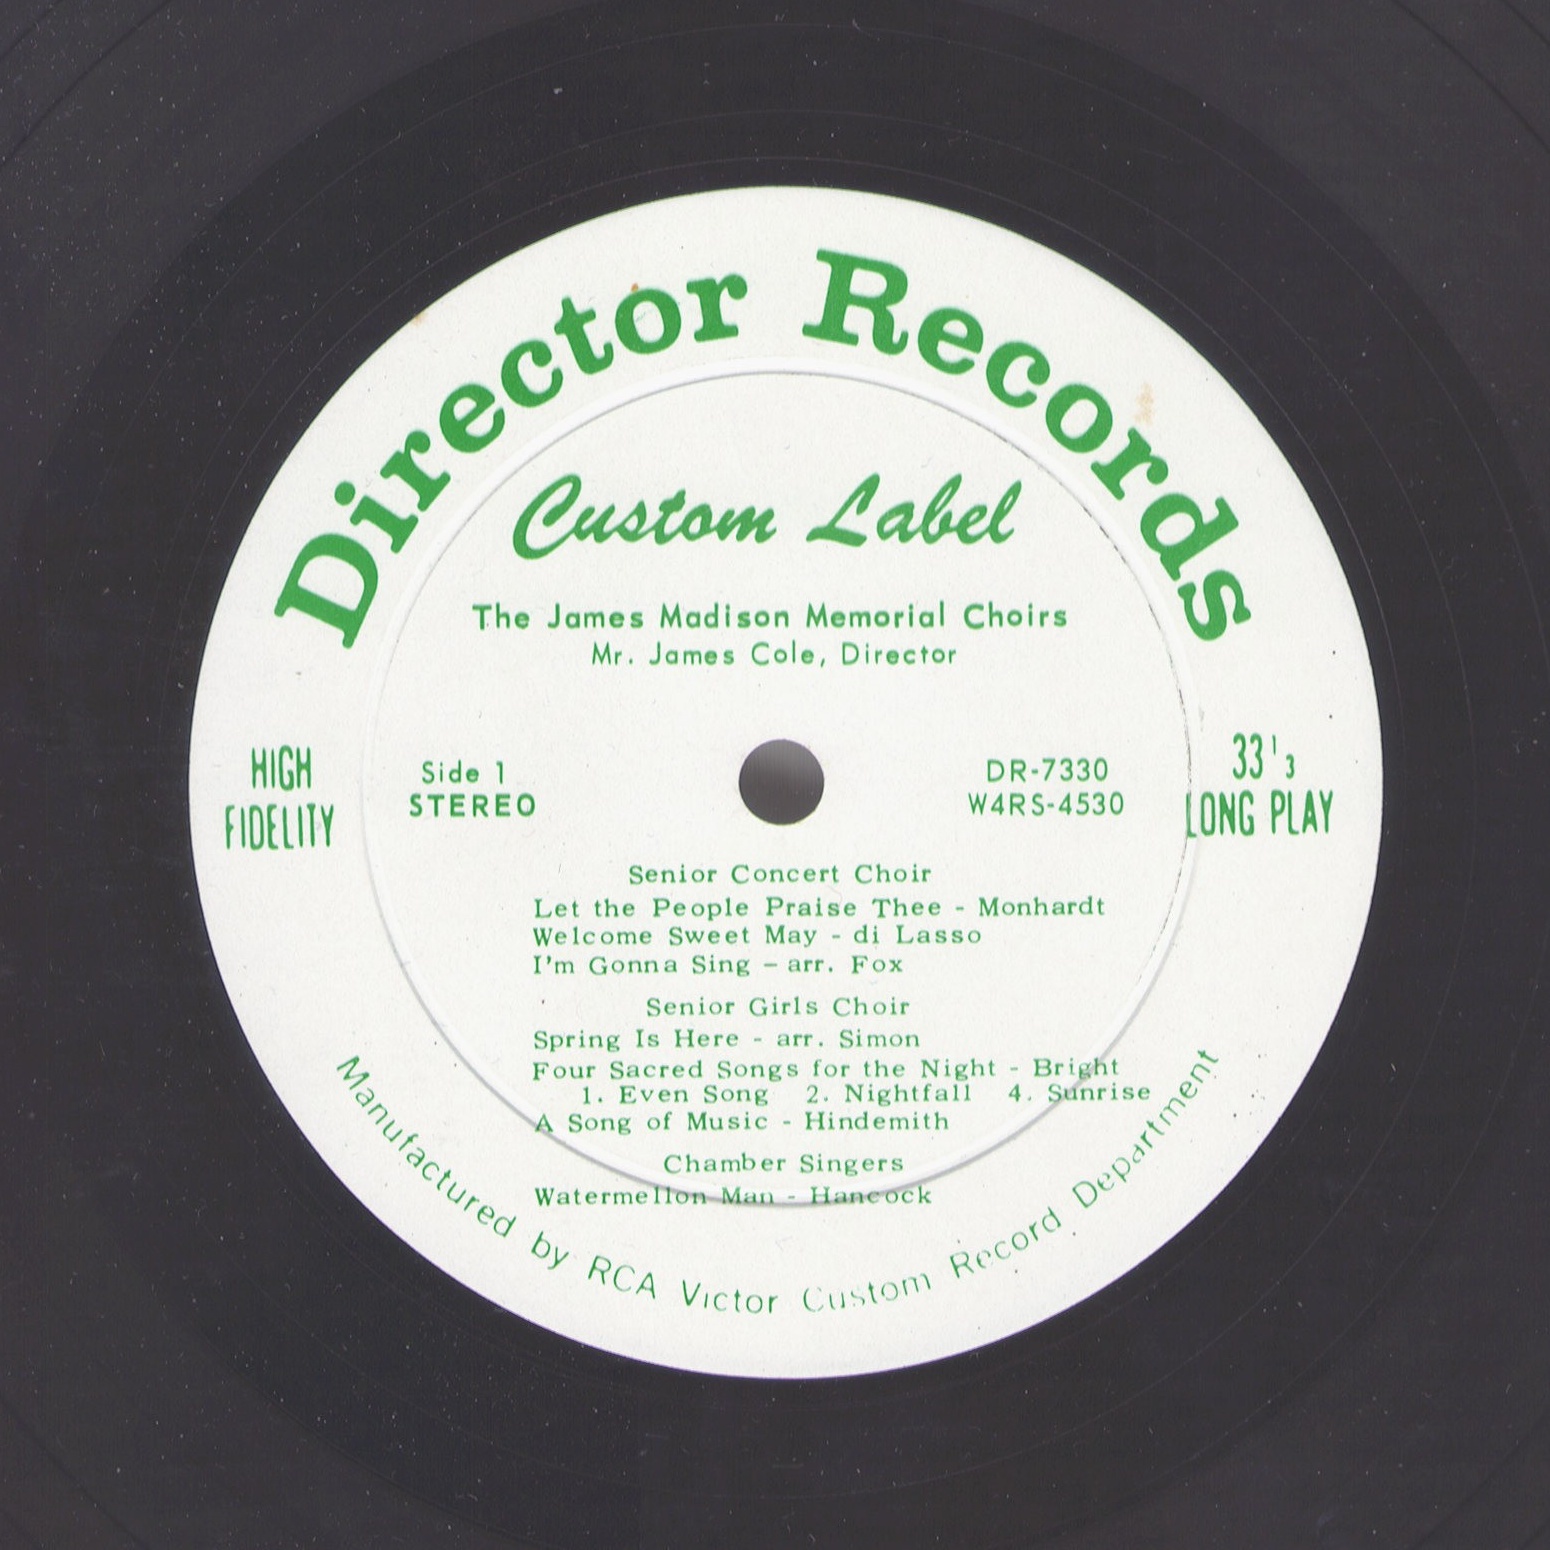 Director Records
Custom Label
The James Madison Memorial Choirs
Mr. James Cole, Director
HIGH
FIDELITY
Side 1
STEREO
DR-7330
W4RS-4530
33 1/3
LONG PLAY
Senior Concert Choir
Let the People Praise Thee - Monhardt
Welcome Sweet May - di Lasso
I'm Gonna Sing - arr. Fox
Senior Girls Choir
Spring Is Here - arr. Simon
Four Sacred Songs for the Night - Bright
1. Even Song 2. Nightfall 4. Sunrise
A Song of Music - Hindemith
Chamber Singers
Watermellon Man - Hancock
Manufactured by RCA Victor Custom Record Department